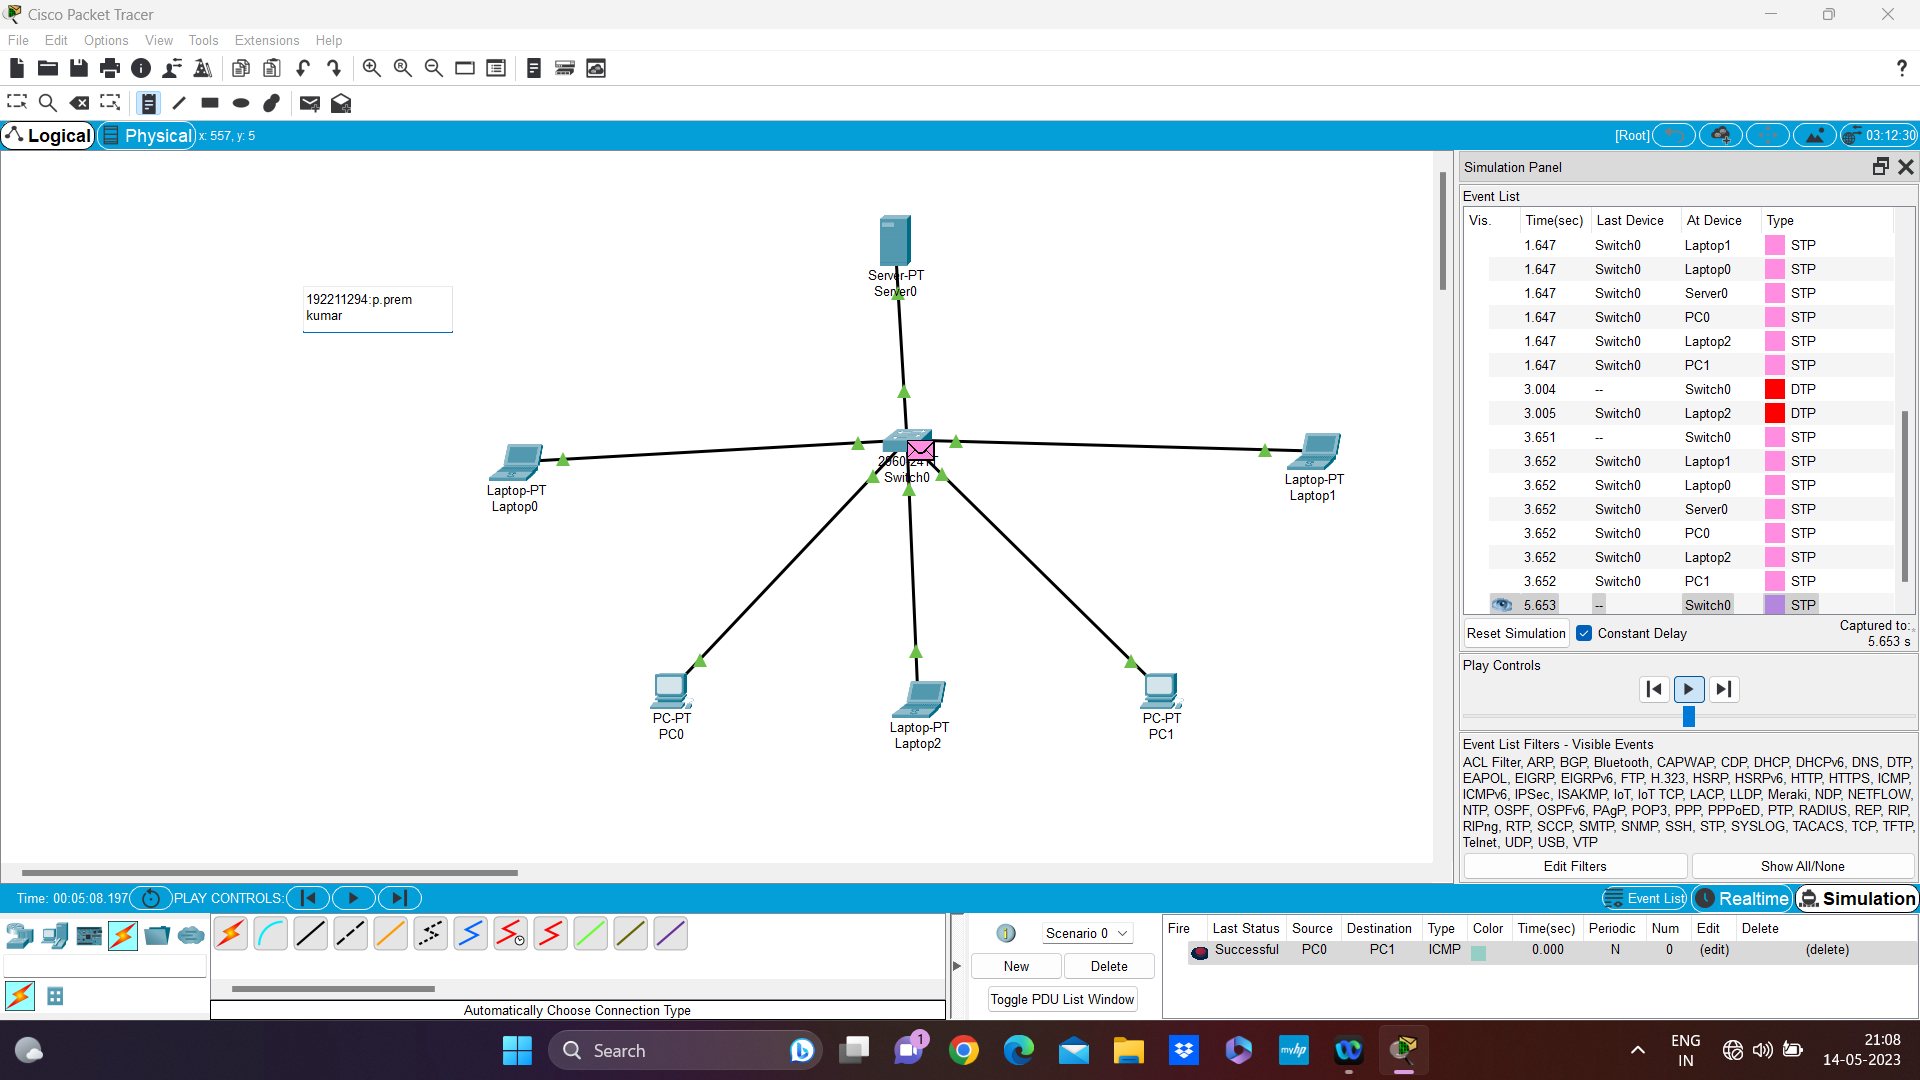 Cisco Packet Tracer
File Edit Options View Tools Extensions Help
?
Logical Physical x: 557, y: 5 [Root] 03:12:30
192211294:p.prem
kumar
Server-PT
Server0
Switch0
Laptop-PT
Laptop0
Laptop-PT
Laptop1
PC-PT
PC0
Laptop-PT
Laptop2
PC-PT
PC1
Simulation Panel
Event List
Vis. Time(sec) Last Device At Device Type
1.647 Switch0 Laptop1 STP
1.647 Switch0 Laptop0 STP
1.647 Switch0 Server0 STP
1.647 Switch0 PC0 STP
1.647 Switch0 Laptop2 STP
1.647 Switch0 PC1 STP
3.004 -- Switch0 DTP
3.005 Switch0 Laptop2 DTP
3.651 -- Switch0 STP
3.652 Switch0 Laptop1 STP
3.652 Switch0 Laptop0 STP
3.652 Switch0 Server0 STP
3.652 Switch0 PC0 STP
3.652 Switch0 Laptop2 STP
3.652 Switch0 PC1 STP
5.653 -- Switch0 STP
Reset Simulation Constant Delay Captured to:
5.653 s
Play Controls
Event List Filters - Visible Events
ACL Filter, ARP, BGP, Bluetooth, CAPWAP, CDP, DHCP, DHCPv6, DNS, DTP,
EAPOL, EIGRP, EIGRPv6, FTP, H.323, HSRP, HSRPv6, HTTP, HTTPS, ICMP,
ICMPv6, IPSec, ISAKMP, IoT, IoT TCP, LACP, LLDP, Meraki, NDP, NETFLOW,
NTP, OSPF, OSPFv6, PAgP, POP3, PPP, PPPoED, PTP, RADIUS, REP, RIP,
RIPng, RTP, SCCP, SMTP, SNMP, SSH, STP, SYSLOG, TACACS, TCP, TFTP,
Telnet, UDP, USB, VTP
Edit Filters Show All/None
Time: 00:05:08.197 PLAY CONTROLS: Event List Realtime Simulation
Automatically Choose Connection Type
Scenario 0
New Delete
Toggle PDU List Window
Fire Last Status Source Destination Type Color Time(sec) Periodic Num Edit Delete
Successful PC0 PC1 ICMP 0.000 N 0 (edit) (delete)
Search
1
myhp
ENG
IN
21:08
14-05-2023